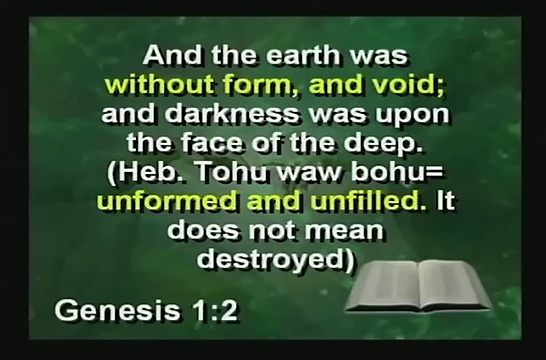 And the earth was
without form, and void;
and darkness was upon
the face of the deep.
(Heb. Tohu waw bohu=
unformed and unfilled. It
does not mean
destroyed)
Genesis 1:2